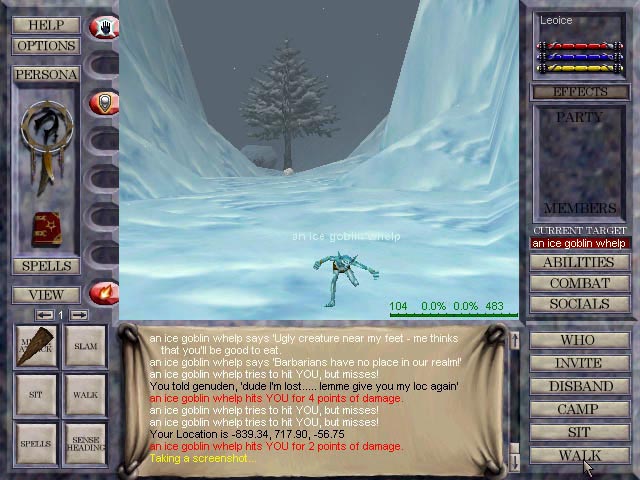 HELP
OPTIONS
PERSONA
SPELLS
VIEW
1
SLAM
SIT
WALK
SPELLS
SENSE
HEADING
an ice goblin whelp
104 0.0% 0.0% 483
an ice goblin whelp says 'Ugly creature near my feet - me thinks
that you'll be good to eat.
an ice goblin whelp says 'Barbarians have no place in our realm!'
an ice goblin whelp tries to hit YOU, but misses!
You told genuden, 'dude I'm lost..... lemme give you my loc again'
an ice goblin whelp hits YOU for 4 points of damage.
an ice goblin whelp tries to hit YOU, but misses!
an ice goblin whelp tries to hit YOU, but misses!
Your Location is -839.34, 717.90, -56.75
an ice goblin whelp hits YOU for 2 points of damage.
Taking a screenshot...
Leoice
EFFECTS
PARTY
MEMBERS
CURRENT TARGET
an ice goblin whelp
ABILITIES
COMBAT
SOCIALS
WHO
INVITE
DISBAND
CAMP
SIT
WALK